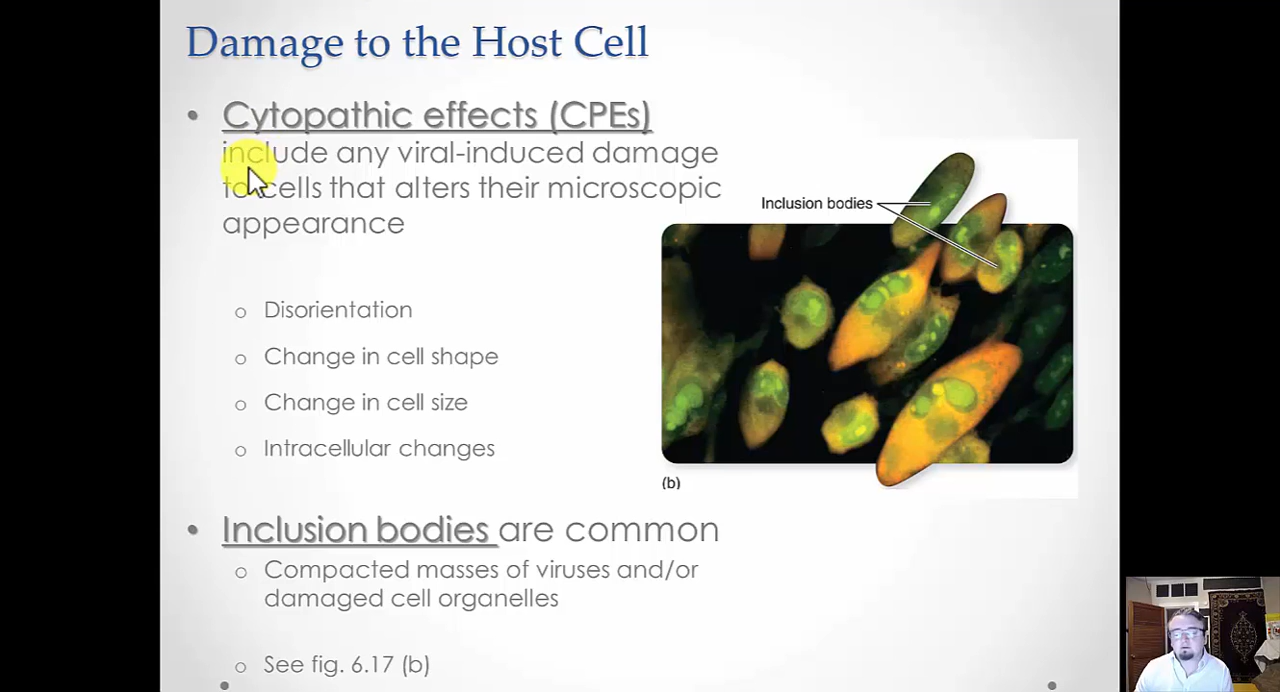 Damage to the Host Cell
• Cytopathic effects (CPEs)
include any viral-induced damage
to cells that alters their microscopic
appearance
o Disorientation
o Change in cell shape
o Change in cell size
o Intracellular changes
Inclusion bodies
(b)
• Inclusion bodies are common
o Compacted masses of viruses and/or
damaged cell organelles
o See fig. 6.17 (b)